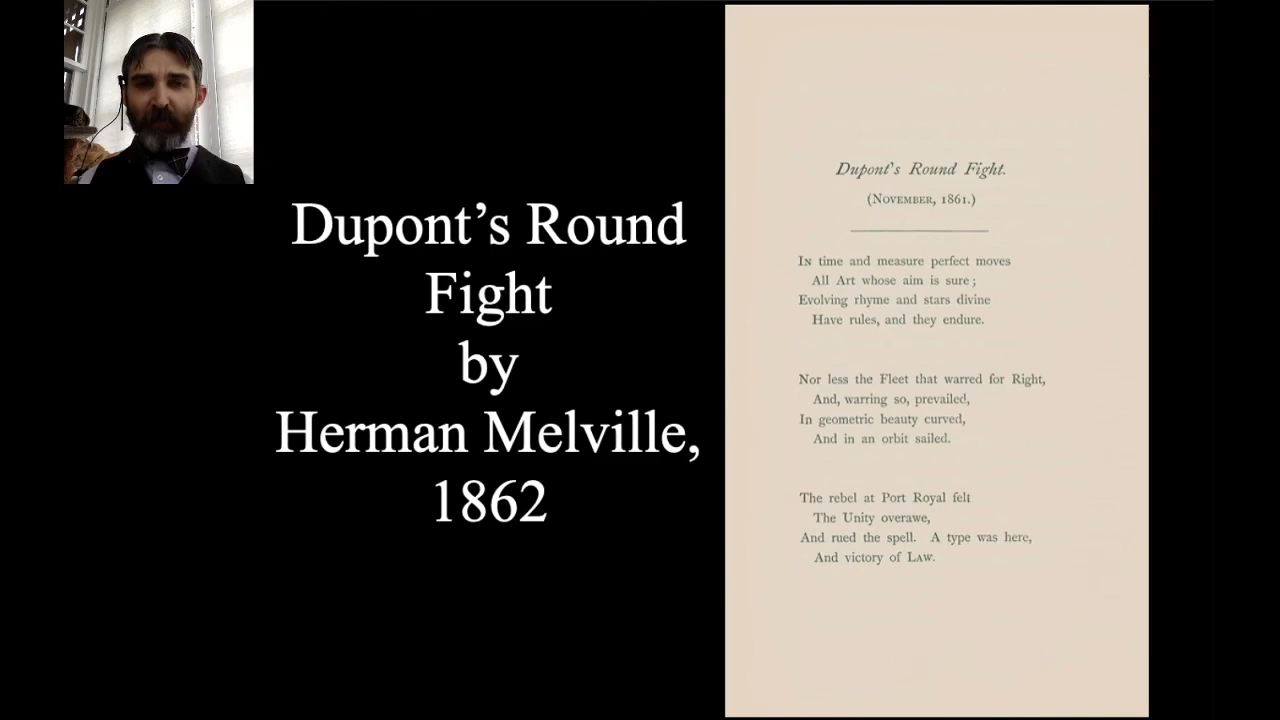 Dupont’s Round
Fight
by
Herman Melville,
1862
Dupont's Round Fight.
(November, 1861.)
In time and measure perfect moves
All Art whose aim is sure;
Evolving rhyme and stars divine
Have rules, and they endure.
Nor less the Fleet that warred for Right,
And, warring so, prevailed,
In geometric beauty curved,
And in an orbit sailed.
The rebel at Port Royal felt
The Unity overawe,
And rued the spell. A type was here,
And victory of Law.